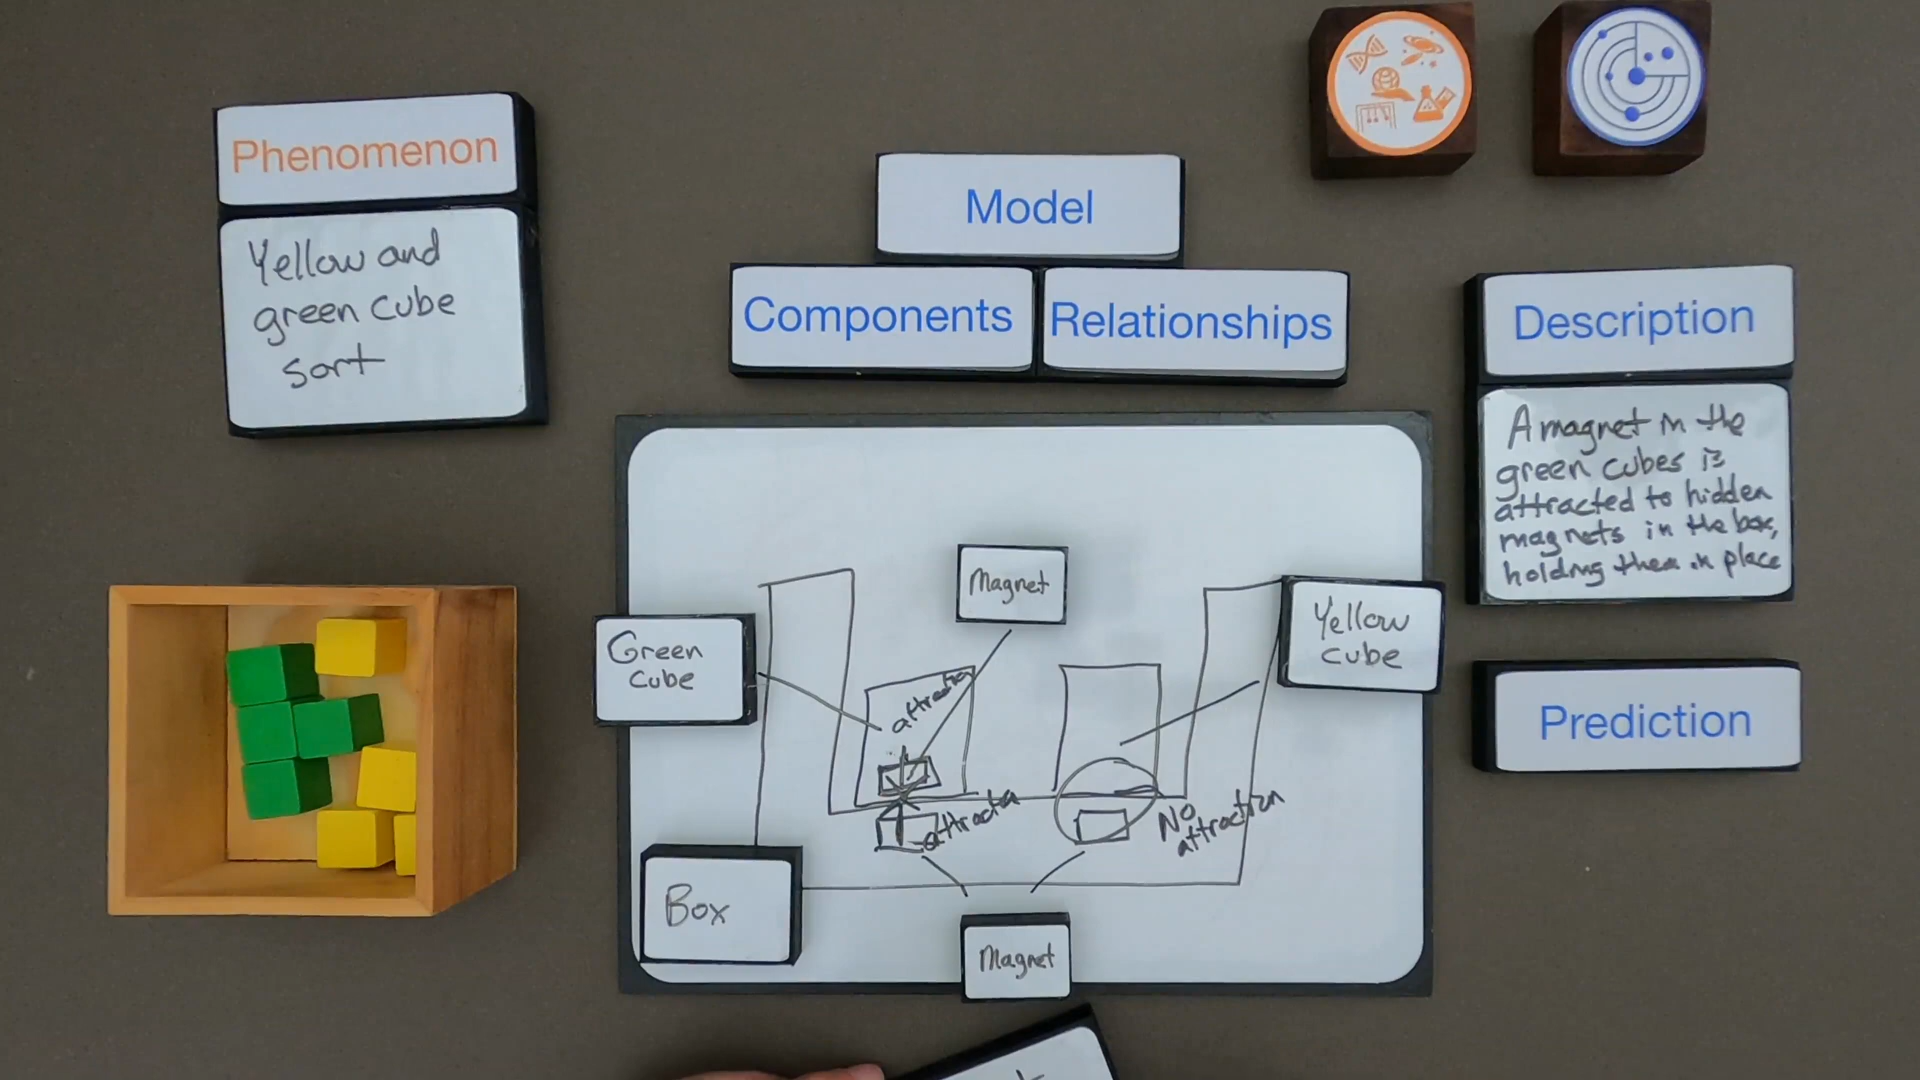 Phenomenon
Yellow and
green cube
sort
Model
Components
Relationships
Description
A magnet in the
green cubes is
attracted to hidden
magnets in the box,
holding them in place
Prediction
Magnet
Green
cube
Yellow
cube
attraction
No
attraction
Box
Magnet